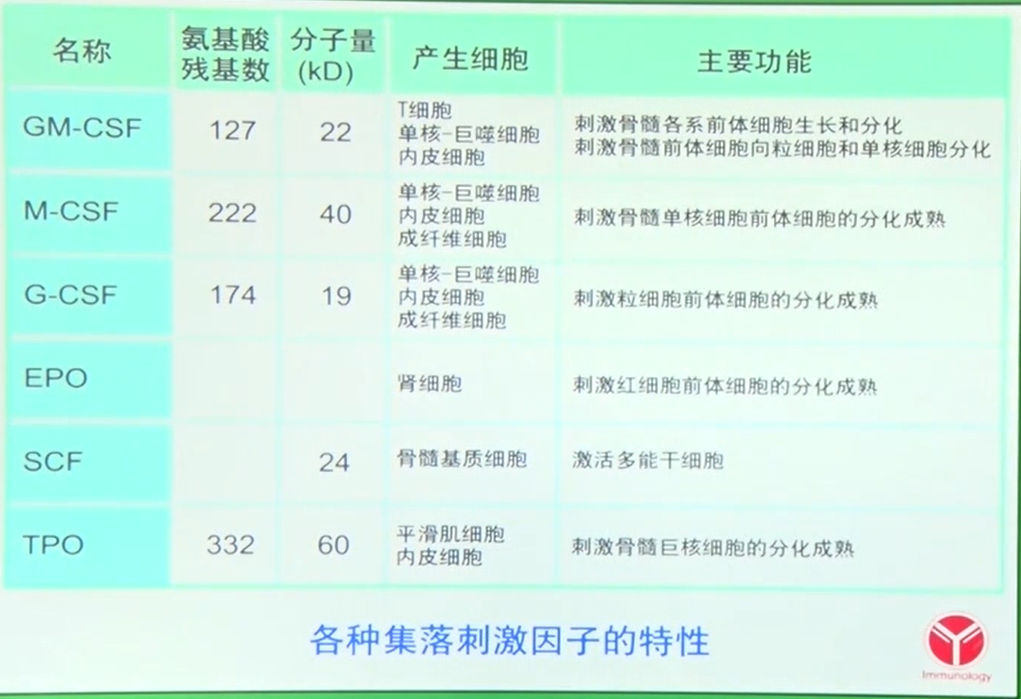 名称 氨基酸残基数 分子量(kD) 产生细胞 主要功能
GM-CSF 127 22 T细胞 单核-巨噬细胞 内皮细胞 刺激骨髓各系前体细胞生长和分化 刺激骨髓前体细胞向粒细胞和单核细胞分化
M-CSF 222 40 单核-巨噬细胞 内皮细胞 成纤维细胞 刺激骨髓单核细胞前体细胞的分化成熟
G-CSF 174 19 单核-巨噬细胞 内皮细胞 成纤维细胞 刺激粒细胞前体细胞的分化成熟
EPO 肾细胞 刺激红细胞前体细胞的分化成熟
SCF 24 骨髓基质细胞 激活多能干细胞
TPO 332 60 平滑肌细胞 内皮细胞 刺激骨髓巨核细胞的分化成熟
各种集落刺激因子的特性
Immunology